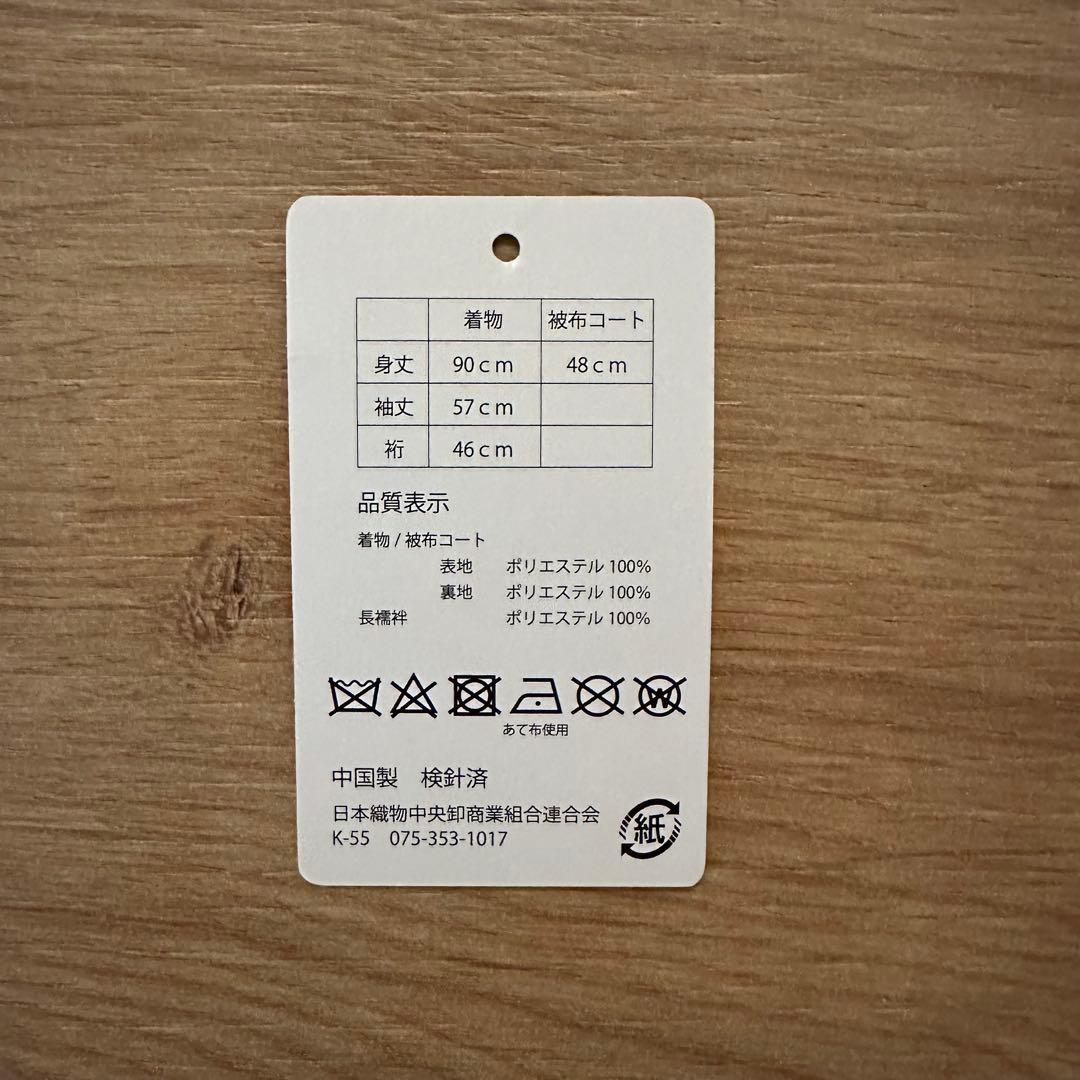 着物 被布コート
身丈 90cm 48cm
袖丈 57cm
裄 46cm
品質表示
着物 / 被布コート
表地 ポリエステル 100%
裏地 ポリエステル 100%
長襦袢 ポリエステル 100%
W
あて布使用
中国製 検針済
日本織物中央卸商業組合連合会
K-55 075-353-1017
紙